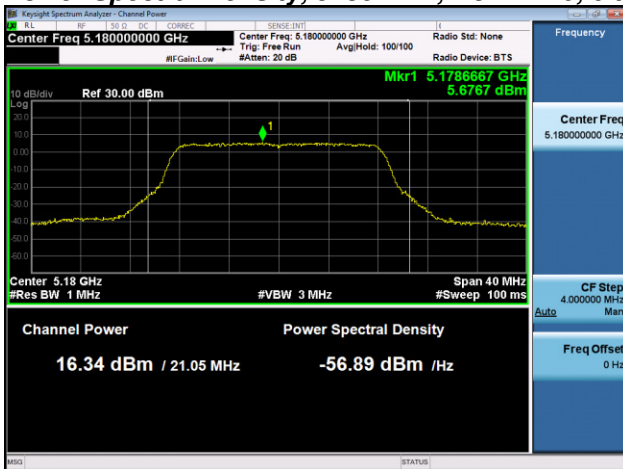 Keysight Spectrum Analyzer - Channel Power
RL RF 50 Ω DC CORREC SENSE:INT
Center Freq 5.180000000 GHz
Center Freq: 5.180000000 GHz
Radio Std: None
Trig: Free Run Avg|Hold: 100/100
#IFGain:Low
#Atten: 20 dB
Radio Device: BTS
Frequency
Mkr1 5.1786667 GHz
5.6767 dBm
10 dB/div Ref 30.00 dBm
Log
20.0
10.0
0.00
-10.0
-20.0
-30.0
-40.0
-50.0
-60.0
1
Center 5.18 GHz
Span 40 MHz
#Res BW 1 MHz
#VBW 3 MHz
#Sweep 100 ms
Channel Power
Power Spectral Density
16.34 dBm / 21.05 MHz
-56.89 dBm /Hz
Center Freq
5.180000000 GHz
CF Step
4.000000 MHz
Auto Man
Freq Offset
0 Hz
MSG
STATUS